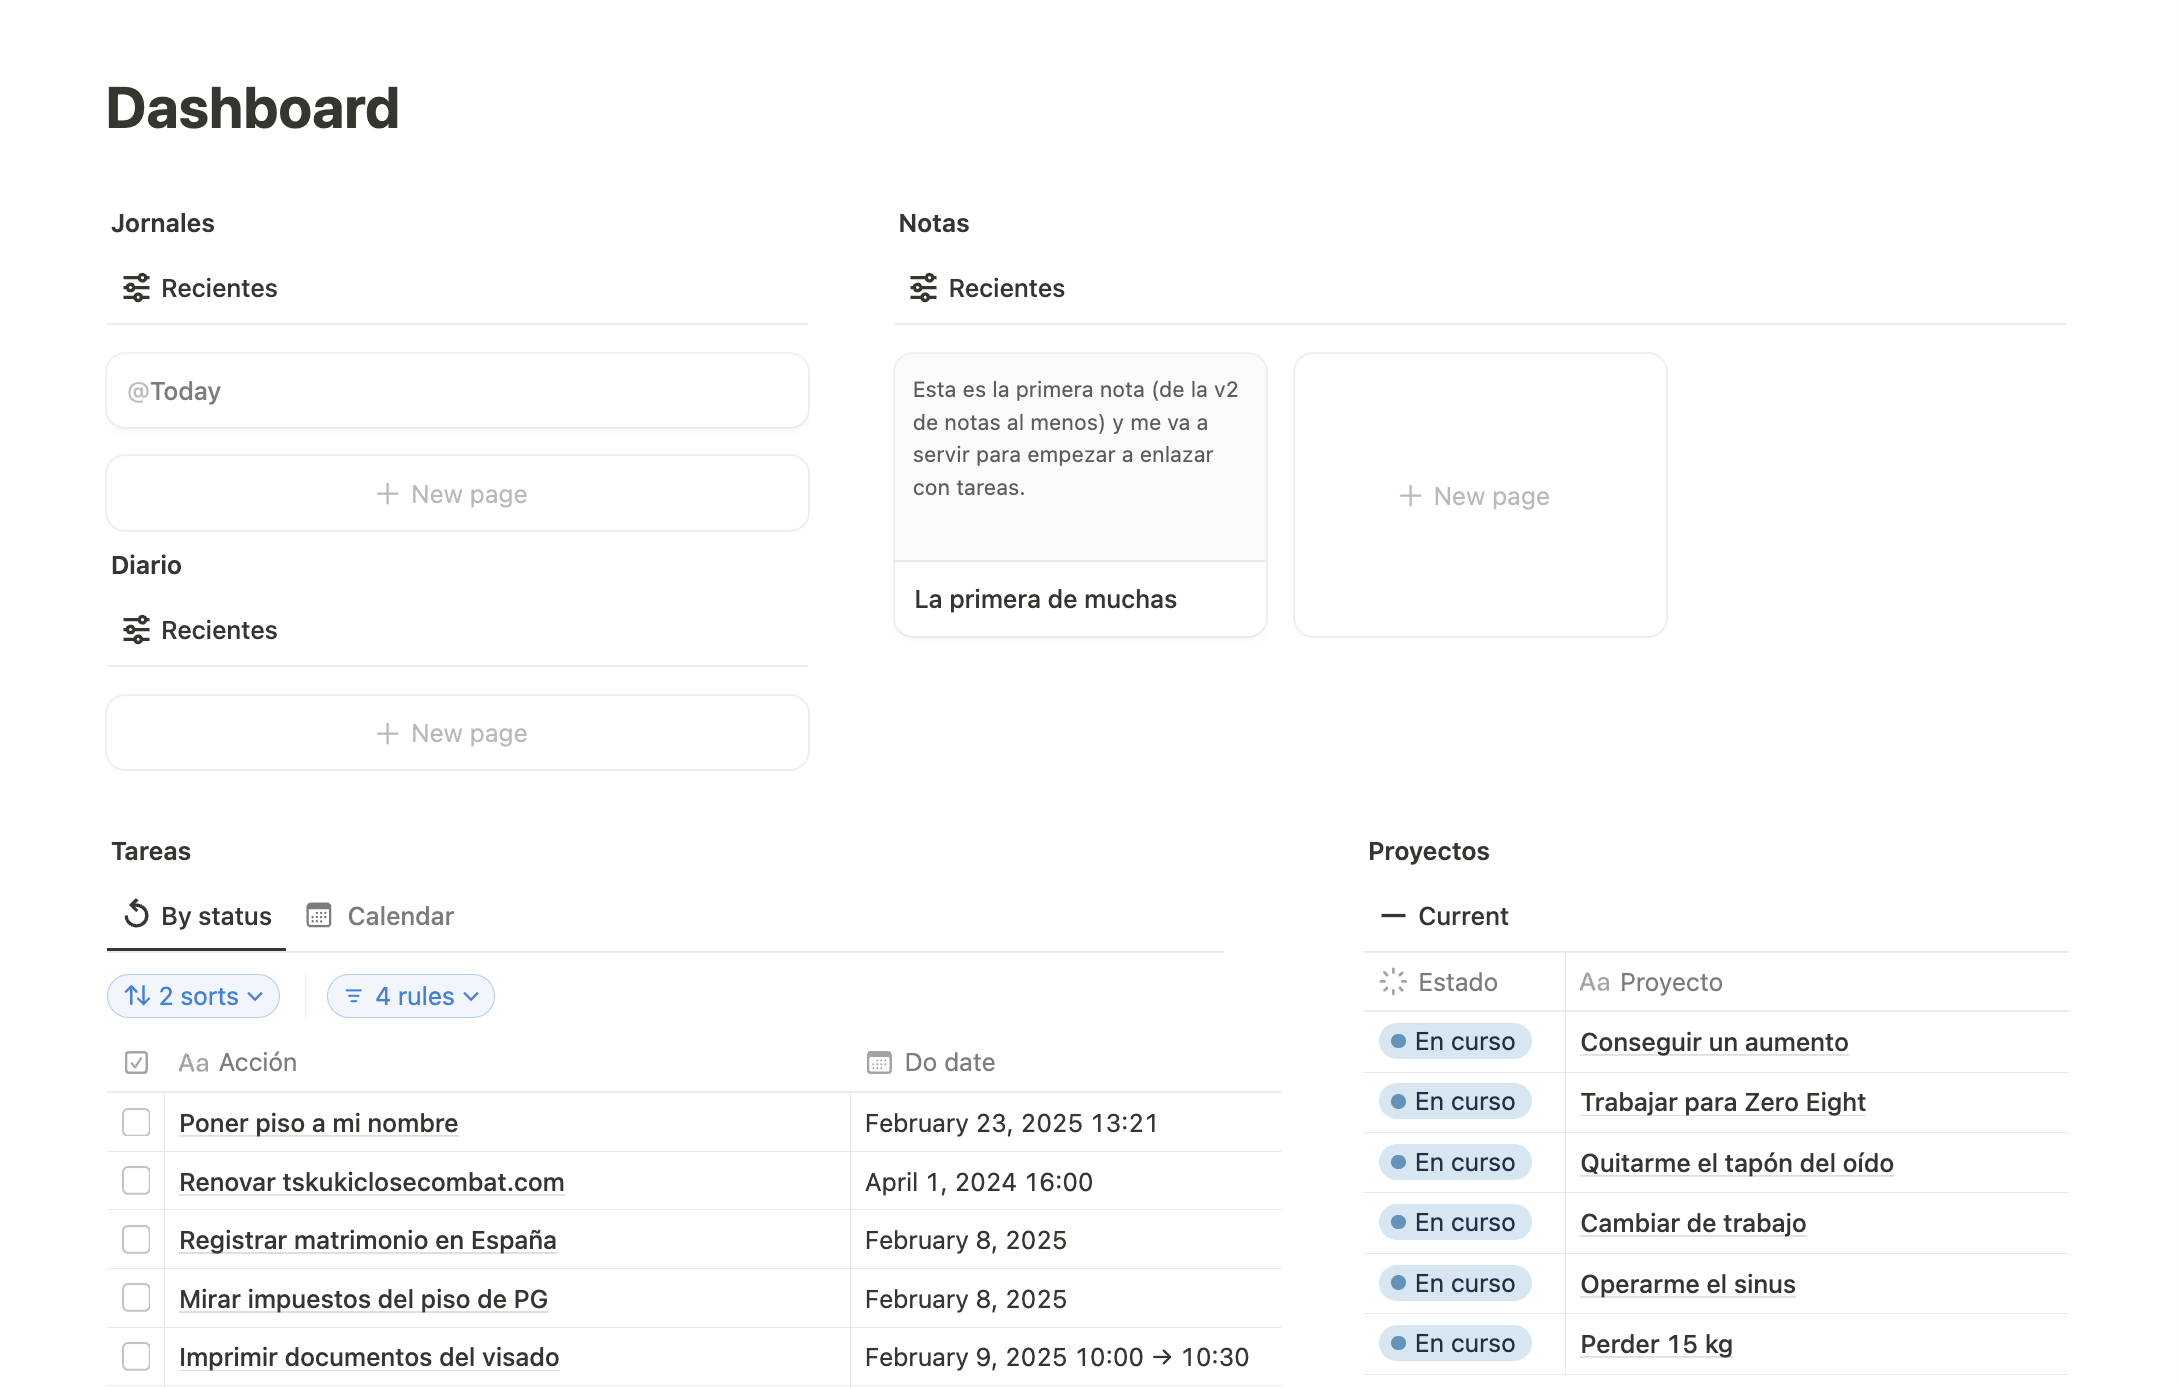 Dashboard
Jornales
Recientes
@Today
+ New page
Diario
Recientes
+ New page
Notas
Recientes
Esta es la primera nota (de la v2
de notas al menos) y me va a
servir para empezar a enlazar
con tareas.
La primera de muchas
+ New page
Tareas
By status Calendar
2 sorts 4 rules
Aa Acción Do date
Poner piso a mi nombre February 23, 2025 13:21
Renovar tskukiclosecombat.com April 1, 2024 16:00
Registrar matrimonio en España February 8, 2025
Mirar impuestos del piso de PG February 8, 2025
Imprimir documentos del visado February 9, 2025 10:00 → 10:30
Proyectos
Current
Estado Aa Proyecto
En curso Conseguir un aumento
En curso Trabajar para Zero Eight
En curso Quitarme el tapón del oído
En curso Cambiar de trabajo
En curso Operarme el sinus
En curso Perder 15 kg